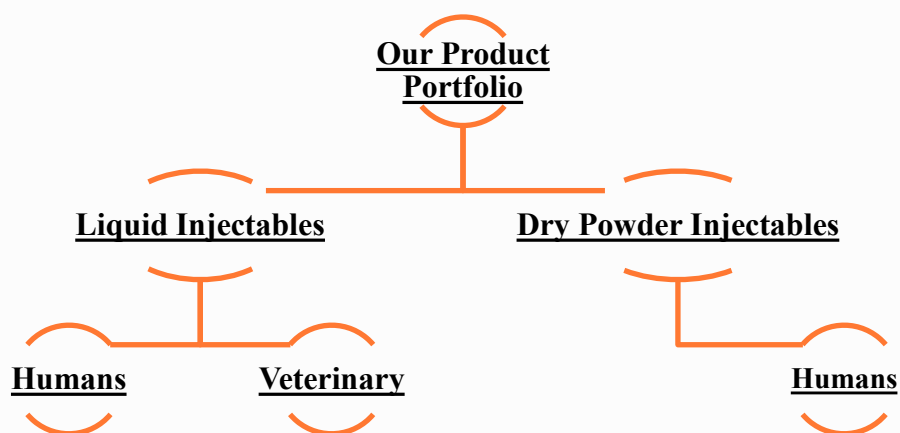 Our Product
Portfolio
Liquid Injectables
Dry Powder Injectables
Humans
Veterinary
Humans